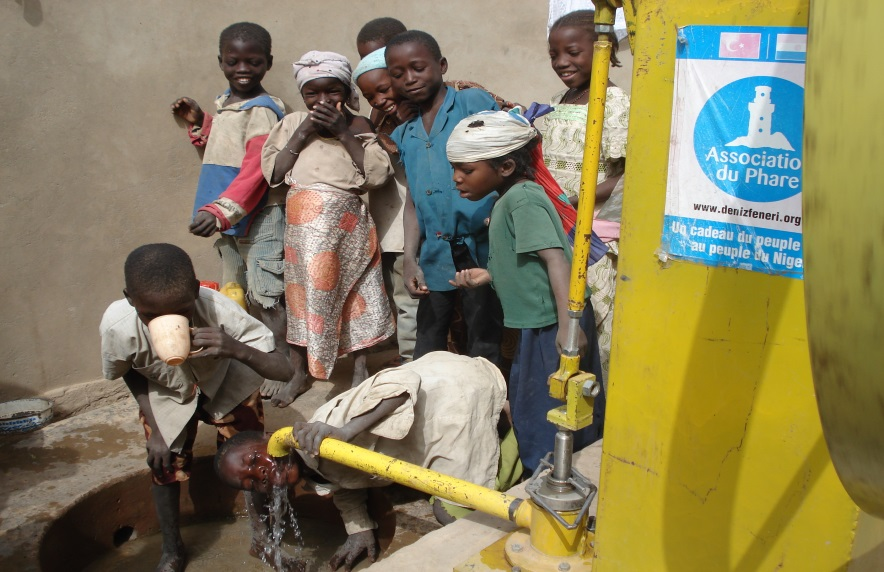 Associatio
du Phare
www.denizfeneri.org
Un cadeau du peuple
au peuple du Nige